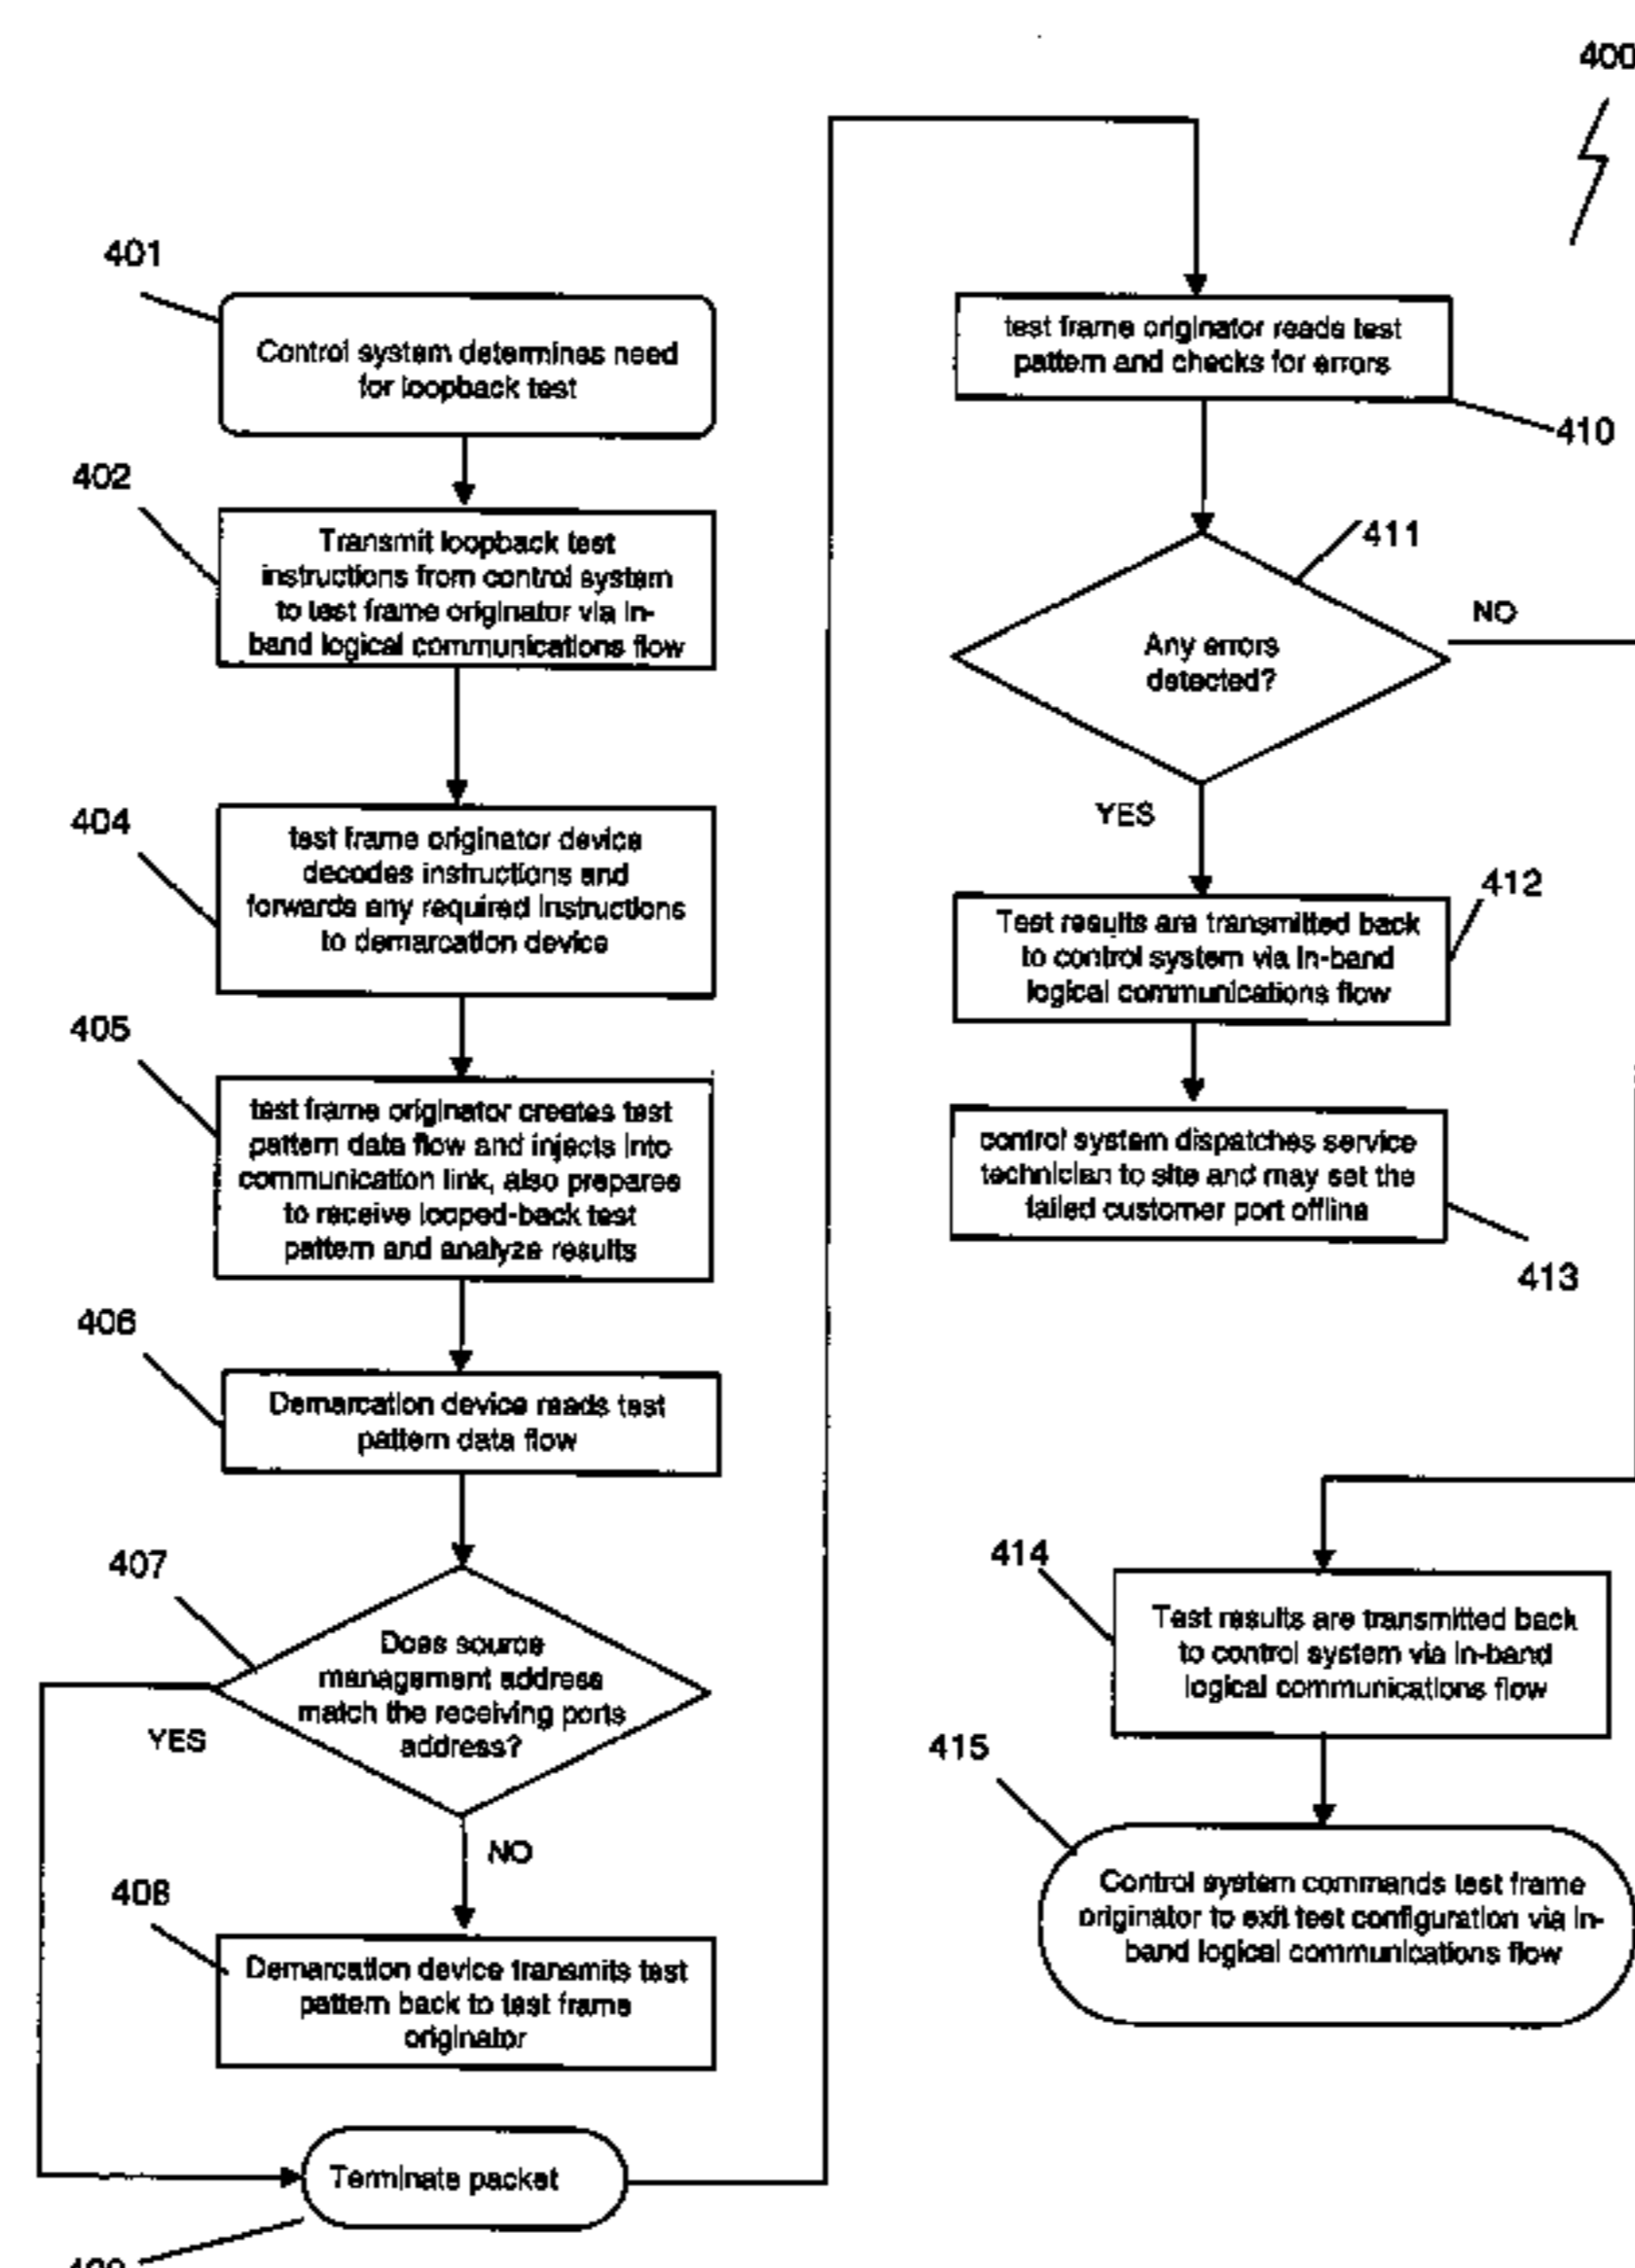 400
401
Control system determines need
for loopback test
402
Transmit loopback test
instructions from control system
to test frame originator via in-
band logical communications flow
404
test frame originator device
decodes instructions and
forwards any required instructions
to demarcation device
405
test frame originator creates test
pattern data flow and injects into
communication link, also prepares
to receive looped-back test
pattern and analyze results
406
Demarcation device reads test
pattern data flow
407
Does source
management address
match the receiving ports
address?
YES
NO
408
Demarcation device transmits test
pattern back to test frame
originator
Terminate packet
test frame originator reads test
pattern and checks for errors
410
411
Any errors
detected?
NO
YES
412
Test results are transmitted back
to control system via in-band
logical communications flow
control system dispatches service
technician to site and may set the
failed customer port offline
413
414
Test results are transmitted back
to control system via in-band
logical communications flow
415
Control system commands test frame
originator to exit test configuration via in-
band logical communications flow